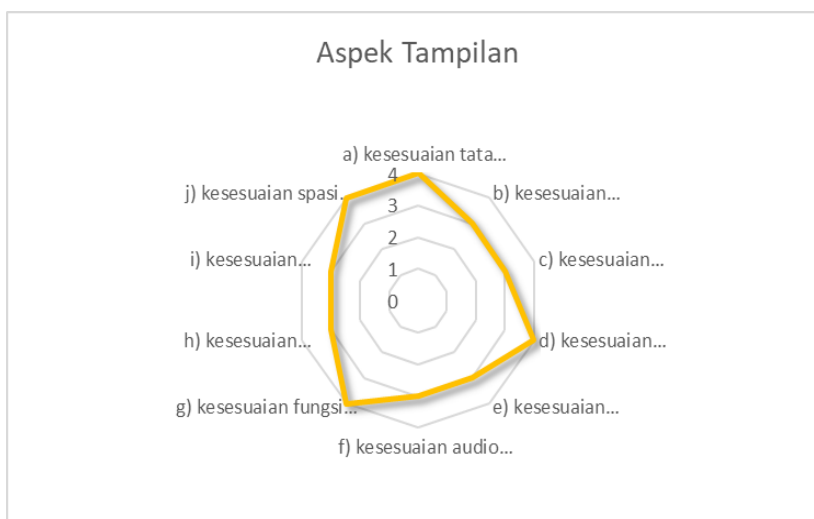 Aspek Tampilan
a) kesesuaian tata...
b) kesesuaian...
c) kesesuaian...
d) kesesuaian...
e) kesesuaian...
f) kesesuaian audio...
g) kesesuaian fungsi...
h) kesesuaian...
i) kesesuaian...
j) kesesuaian spasi...
4
3
2
1
0